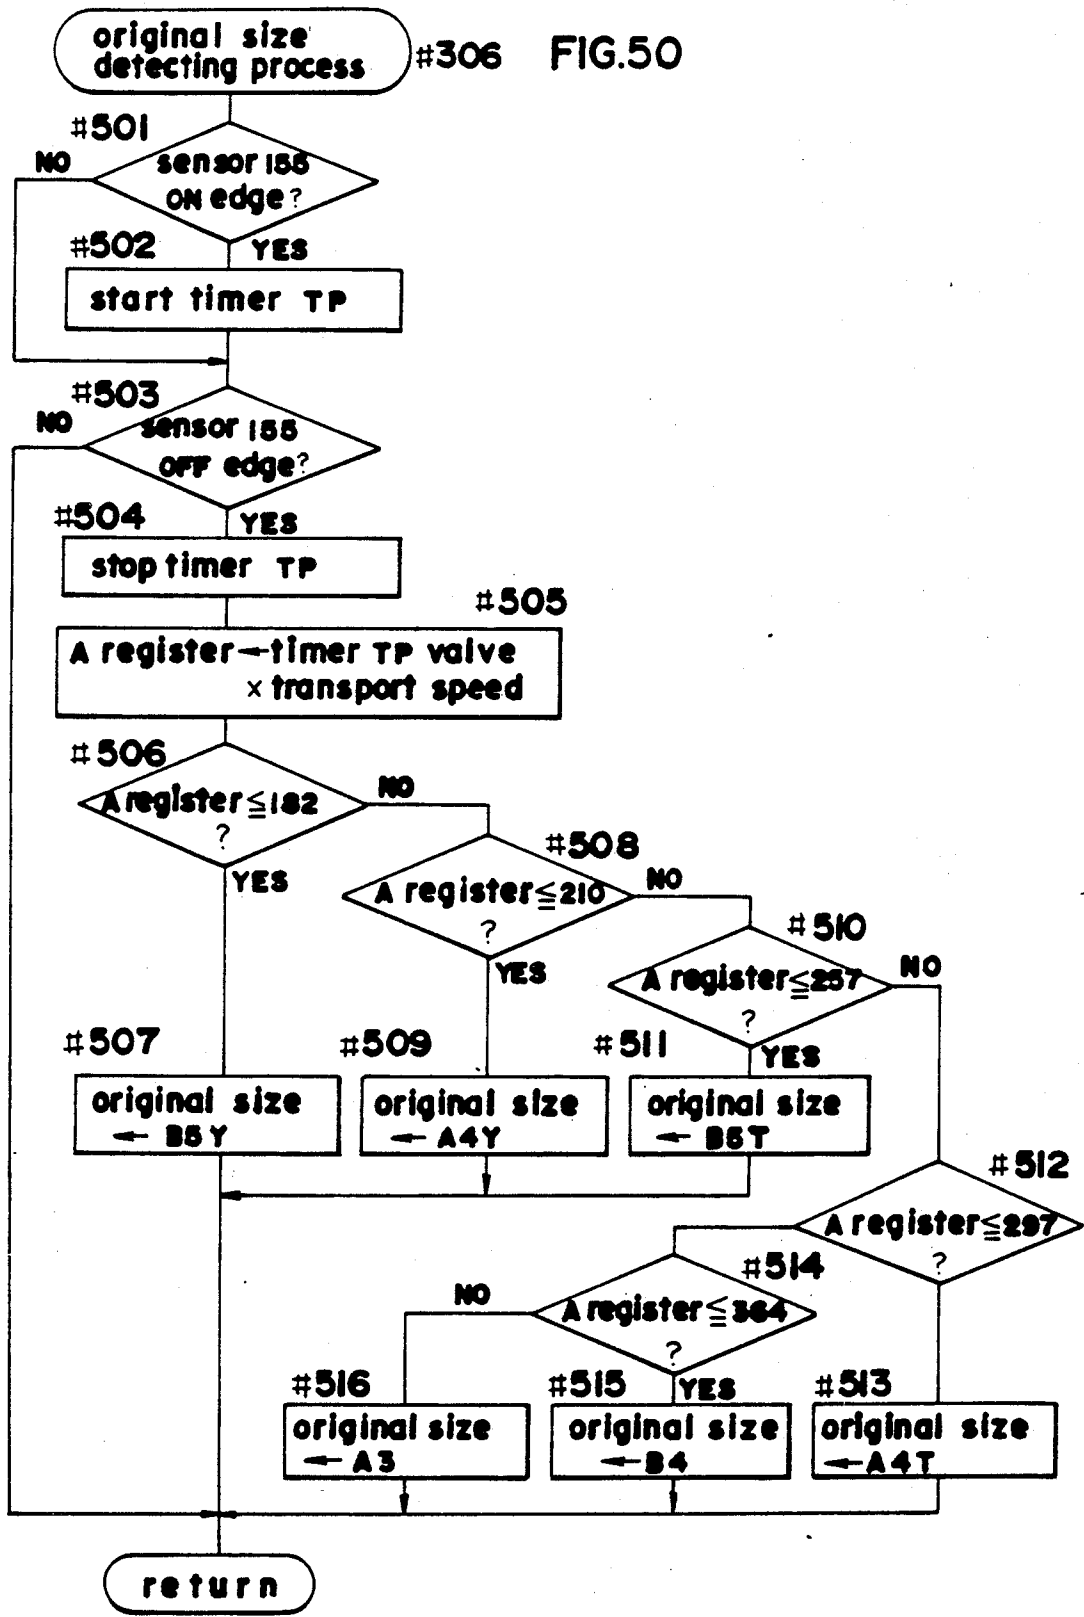 original size
detecting process
#306
FIG.50
#501
NO
sensor 155
ON edge?
#502
YES
start timer TP
#503
NO
sensor 155
OFF edge?
#504
YES
stop timer TP
#505
A register←timer TP valve
× transport speed
#506
A register≦182
?
NO
YES
#508
A register≦210
?
NO
YES
#510
A register≦257
?
NO
YES
#507
original size
← B5Y
#509
original size
← A4Y
#511
original size
← B5T
#512
A register≦297
?
#514
A register≦364
?
NO
YES
#516
original size
← A3
#515
original size
← B4
#513
original size
← A4T
return